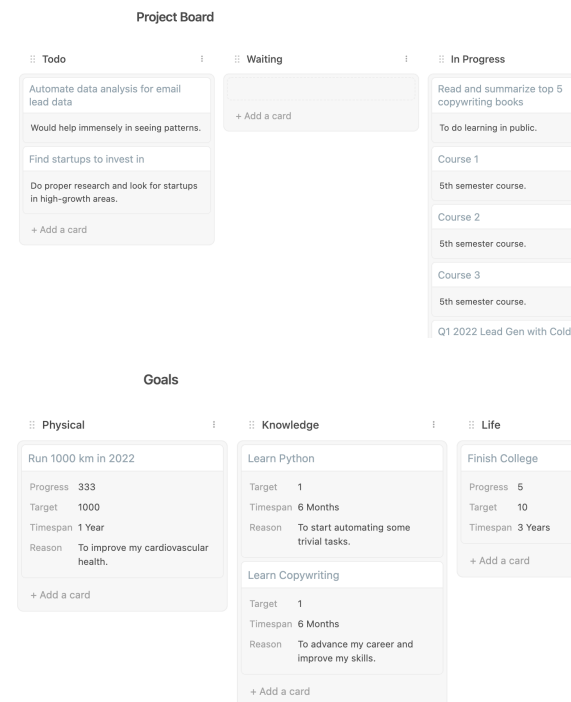 Project Board
Todo
Automate data analysis for email
lead data
Would help immensely in seeing patterns.
Find startups to invest in
Do proper research and look for startups
in high-growth areas.
+ Add a card
Waiting
+ Add a card
In Progress
Read and summarize top 5
copywriting books
To do learning in public.
Course 1
5th semester course.
Course 2
5th semester course.
Course 3
5th semester course.
Q1 2022 Lead Gen with Cold
Goals
Physical
Run 1000 km in 2022
Progress 333
Target 1000
Timespan 1 Year
Reason To improve my cardiovascular
health.
+ Add a card
Knowledge
Learn Python
Target 1
Timespan 6 Months
Reason To start automating some
trivial tasks.
Learn Copywriting
Target 1
Timespan 6 Months
Reason To advance my career and
improve my skills.
+ Add a card
Life
Finish College
Progress 5
Target 10
Timespan 3 Years
+ Add a card